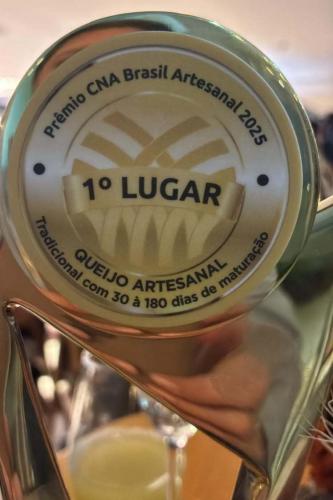 Prêmio CNA Brasil Artesanal 2025
1º LUGAR
QUEIJO ARTESANAL
Tradicional com 30 à 180 dias de maturação